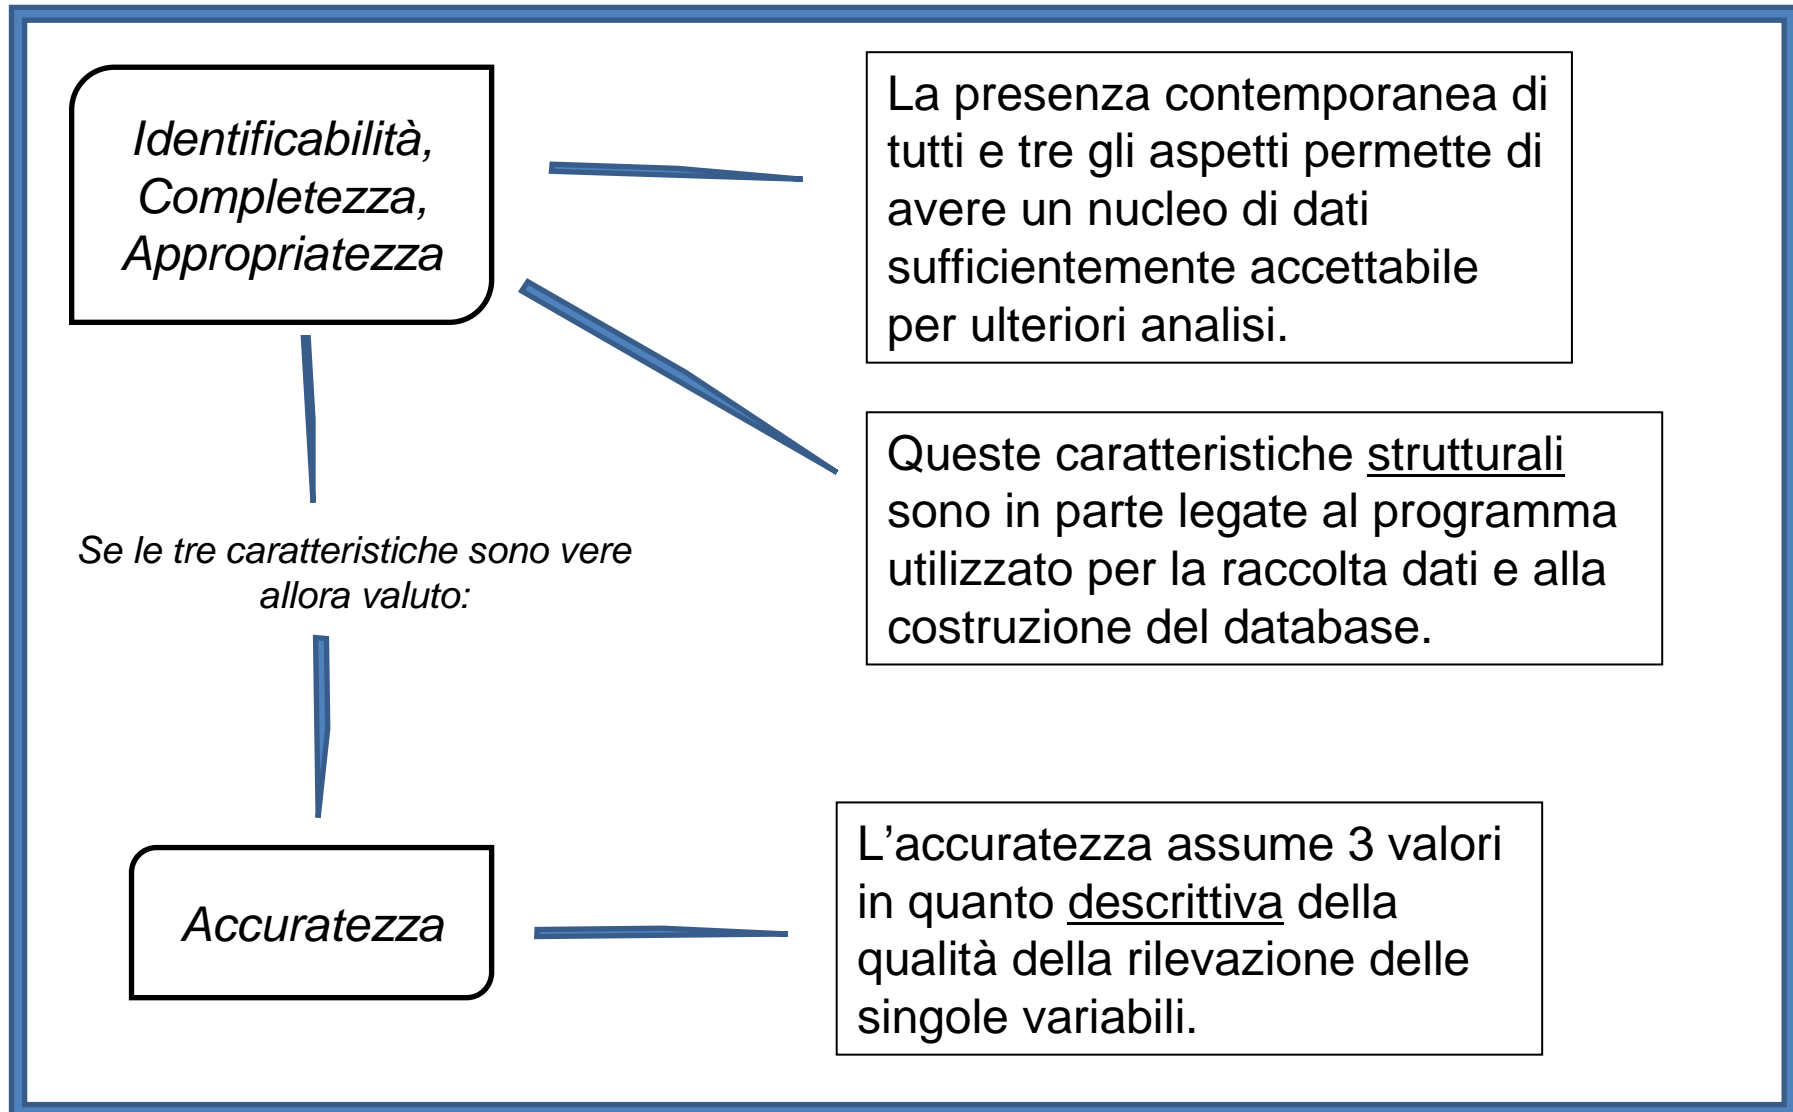 Identificabilità,
Completezza,
Appropriatezza
La presenza contemporanea di
tutti e tre gli aspetti permette di
avere un nucleo di dati
sufficientemente accettabile
per ulteriori analisi.
Queste caratteristiche strutturali
sono in parte legate al programma
utilizzato per la raccolta dati e alla
costruzione del database.
Se le tre caratteristiche sono vere
allora valuto:
Accuratezza
L’accuratezza assume 3 valori
in quanto descrittiva della
qualità della rilevazione delle
singole variabili.